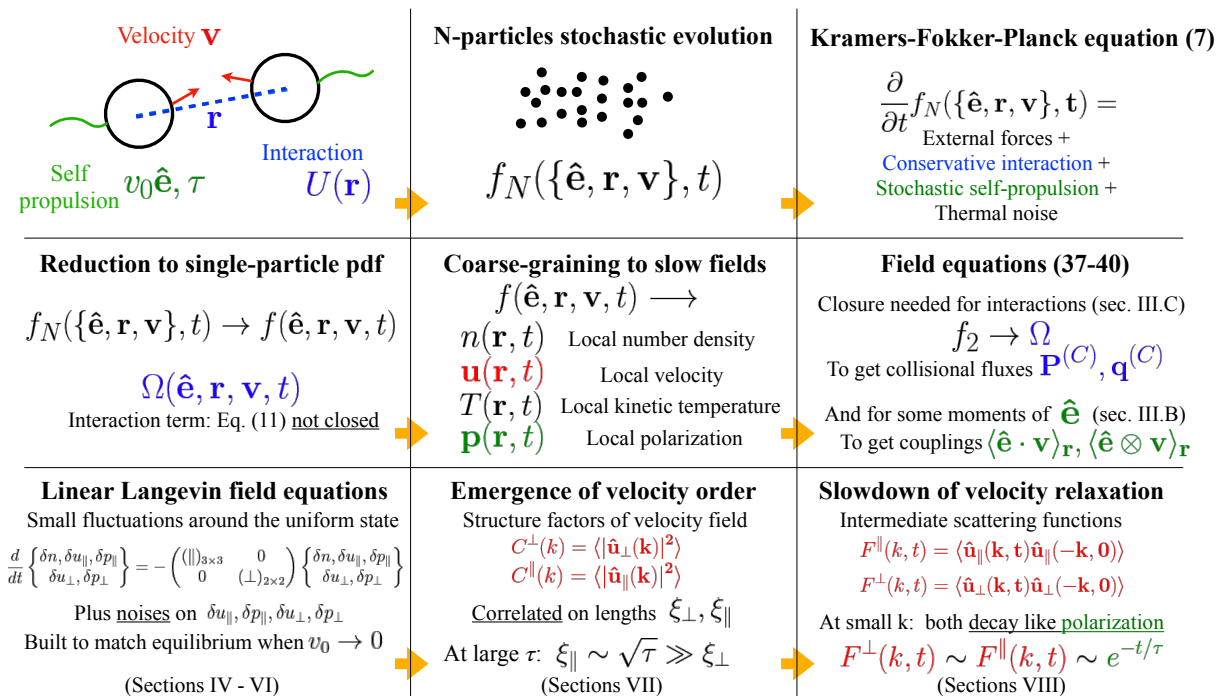 Velocity v
r
Self
propulsion
v₀ê, τ
Interaction
U(r)
N-particles stochastic evolution
f_N({ê, r, v}, t)
Kramers-Fokker-Planck equation (7)
∂/∂t f_N({ê, r, v}, t) =
External forces +
Conservative interaction +
Stochastic self-propulsion +
Thermal noise
Reduction to single-particle pdf
f_N({ê, r, v}, t) → f(ê, r, v, t)
Ω(ê, r, v, t)
Interaction term: Eq. (11) not closed
Coarse-graining to slow fields
f(ê, r, v, t) ⟶
n(r, t) Local number density
u(r, t) Local velocity
T(r, t) Local kinetic temperature
p(r, t) Local polarization
Field equations (37-40)
Closure needed for interactions (sec. III.C)
f₂ → Ω
To get collisional fluxes P^(C), q^(C)
And for some moments of ê (sec. III.B)
To get couplings ⟨ê · v⟩_r, ⟨ê ⊗ v⟩_r
Linear Langevin field equations
Small fluctuations around the uniform state
d/dt {δn, δu_∥, δp_∥ / δu_⊥, δp_⊥} = − ((∥)_{3×3} 0 / 0 (⊥)_{2×2}) {δn, δu_∥, δp_∥ / δu_⊥, δp_⊥}
Plus noises on δu_∥, δp_∥, δu_⊥, δp_⊥
Built to match equilibrium when v₀ → 0
(Sections IV - VI)
Emergence of velocity order
Structure factors of velocity field
C^⊥(k) = ⟨|û_⊥(k)|²⟩
C^∥(k) = ⟨|û_∥(k)|²⟩
Correlated on lengths ξ_⊥, ξ_∥
At large τ: ξ_∥ ∼ √τ ≫ ξ_⊥
(Sections VII)
Slowdown of velocity relaxation
Intermediate scattering functions
F^∥(k, t) = ⟨û_∥(k, t)û_∥(−k, 0)⟩
F^⊥(k, t) = ⟨û_⊥(k, t)û_⊥(−k, 0)⟩
At small k: both decay like polarization
F^⊥(k, t) ∼ F^∥(k, t) ∼ e^{−t/τ}
(Sections VIII)